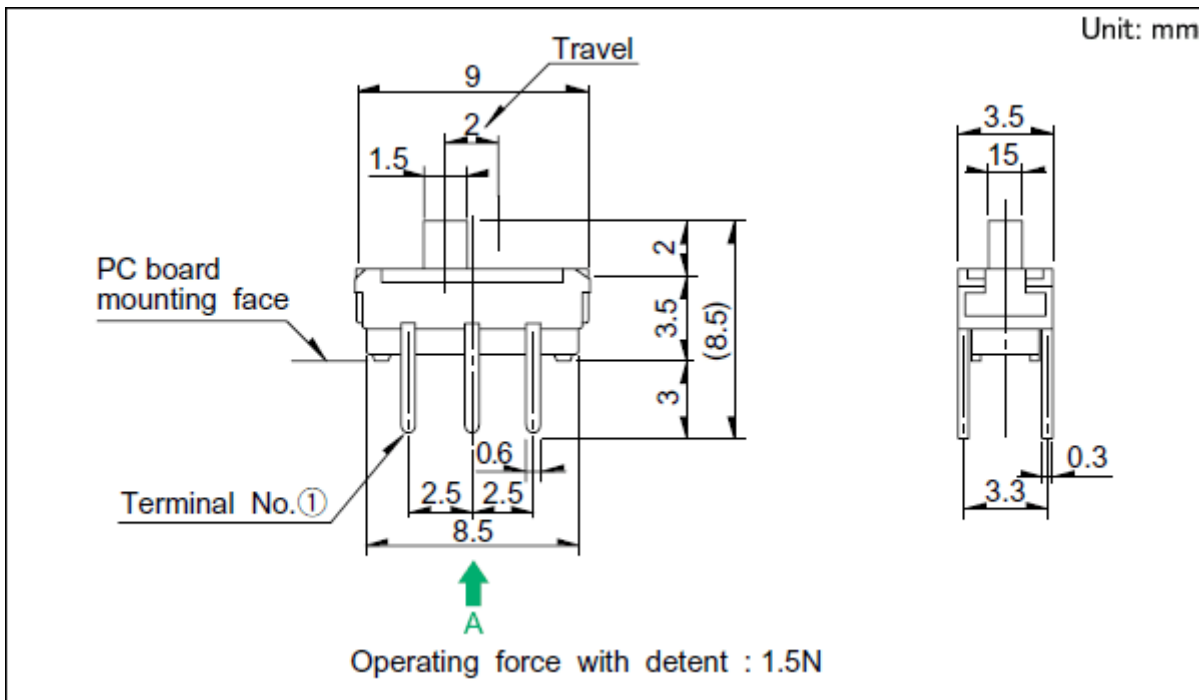 Unit: mm
Travel
9
2
1.5
3.5
15
PC board
mounting face
2
3.5
(8.5)
3
0.6
0.3
Terminal No.①
2.5
2.5
3.3
8.5
A
Operating force with detent : 1.5N